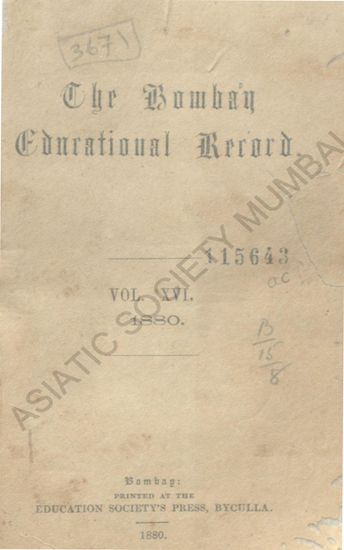 3671
The Bombay
Educational Record.
115643
ac
VOL. XVI.
1880.
B
15
8
ASIATIC SOCIETY MUMBAI
Bombay:
PRINTED AT THE
EDUCATION SOCIETY'S PRESS, BYCULLA.
1880.